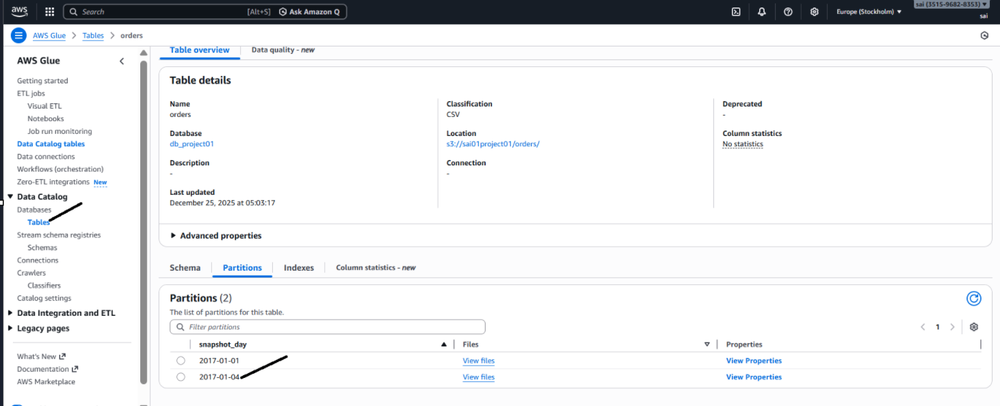 aws
Search [Alt+S] Ask Amazon Q
Europe (Stockholm) ▼
sai (3515-9682-8353) ▼
sai
AWS Glue > Tables > orders
AWS Glue
Getting started
ETL jobs
Visual ETL
Notebooks
Job run monitoring
Data Catalog tables
Data connections
Workflows (orchestration)
Zero-ETL integrations New
Data Catalog
Databases
Tables
Stream schema registries
Schemas
Connections
Crawlers
Classifiers
Catalog settings
Data Integration and ETL
Legacy pages
What's New
Documentation
AWS Marketplace
Table overview Data quality - new
Table details
Name
orders
Database
db_project01
Description
-
Last updated
December 25, 2025 at 05:03:17
Classification
CSV
Location
s3://sai01project01/orders/
Connection
-
Deprecated
-
Column statistics
No statistics
Advanced properties
Schema Partitions Indexes Column statistics - new
Partitions (2)
The list of partitions for this table.
Filter partitions
1
snapshot_day Files Properties
2017-01-01 View files View Properties
2017-01-04 View files View Properties